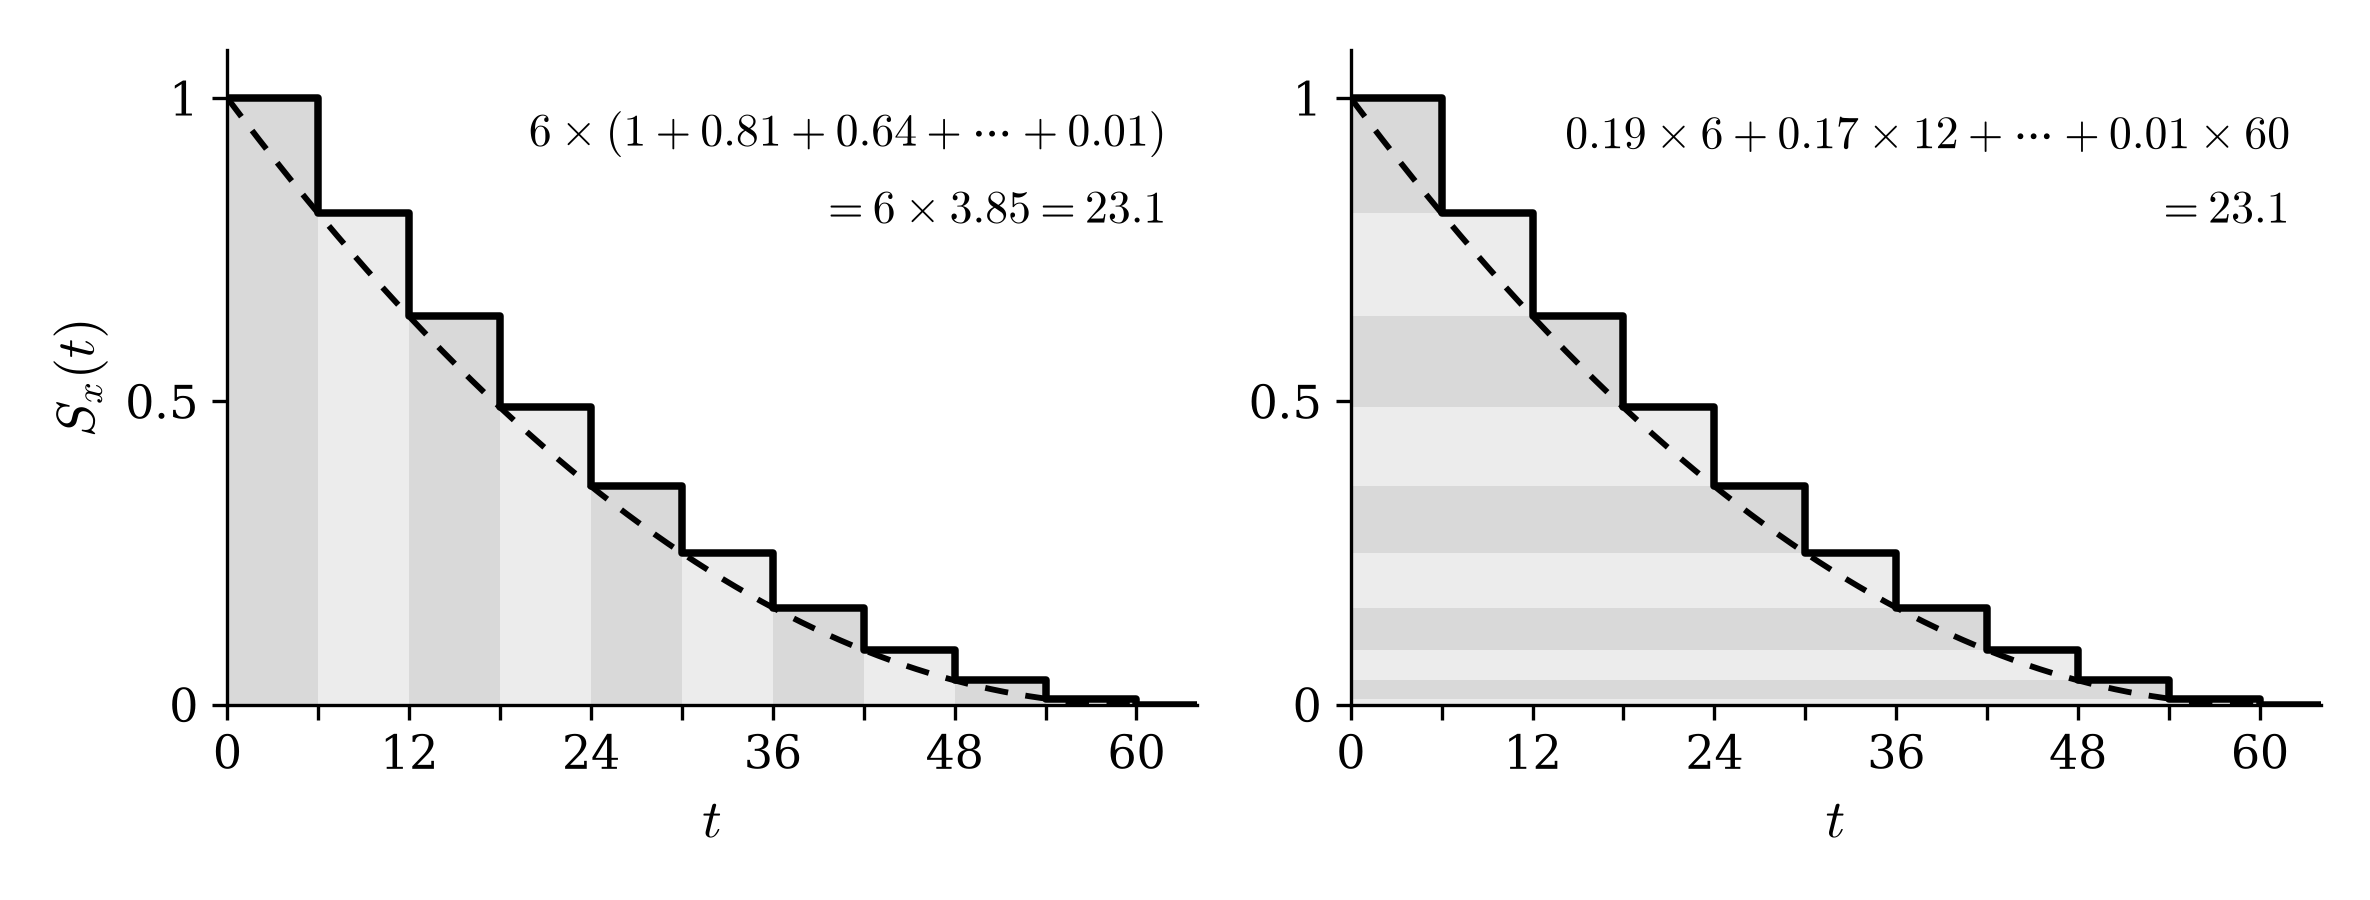 1
6 × (1 + 0.81 + 0.64 + ··· + 0.01)
= 6 × 3.85 = 23.1
S_x(t)
0.5
0
0 12 24 36 48 60
t
1
0.19 × 6 + 0.17 × 12 + ··· + 0.01 × 60
= 23.1
0.5
0
0 12 24 36 48 60
t